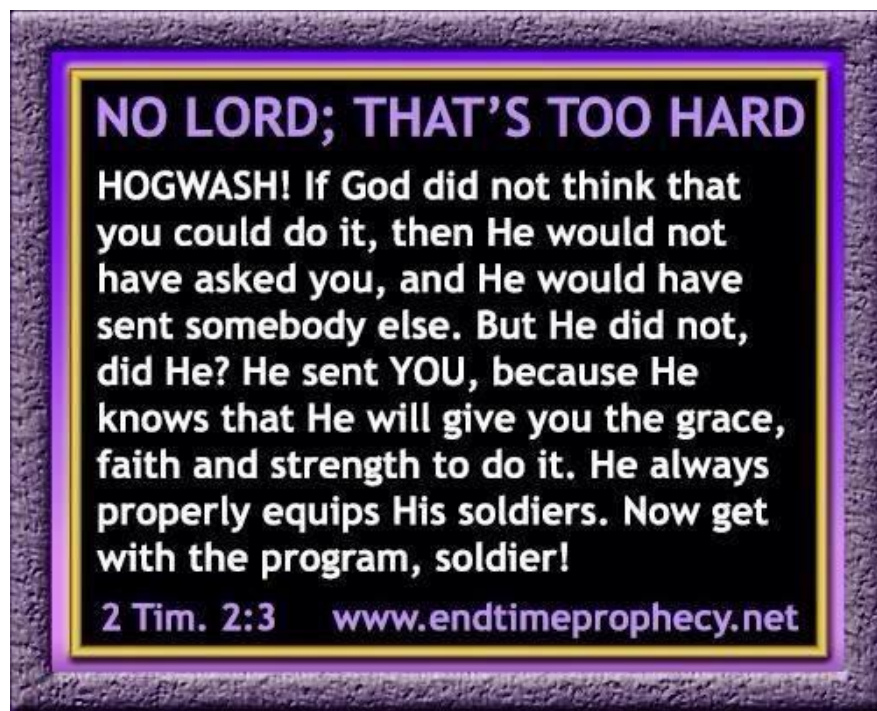 NO LORD; THAT'S TOO HARD
HOGWASH! If God did not think that
you could do it, then He would not
have asked you, and He would have
sent somebody else. But He did not,
did He? He sent YOU, because He
knows that He will give you the grace,
faith and strength to do it. He always
properly equips His soldiers. Now get
with the program, soldier!
2 Tim. 2:3 www.endtimeprophecy.net